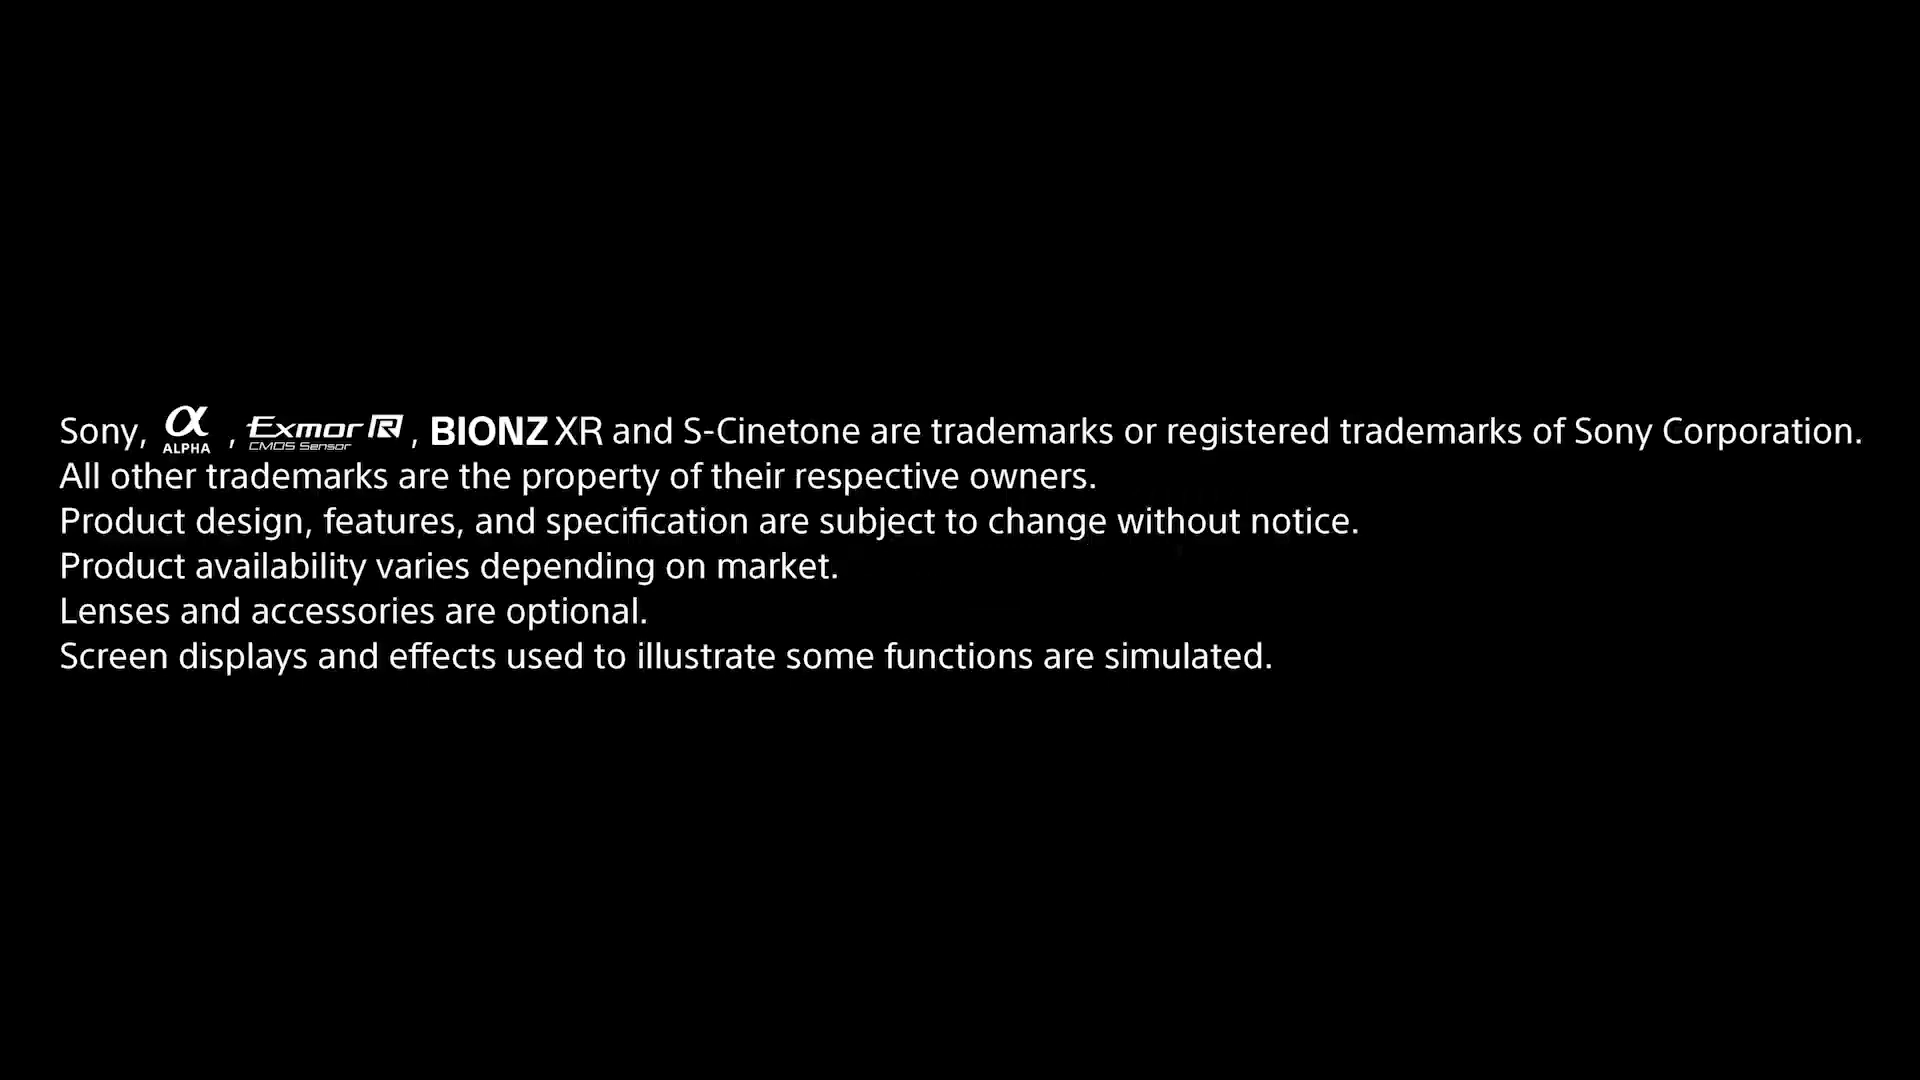 Sony, α ALPHA , Exmor R CMOS Sensor , BIONZ XR and S-Cinetone are trademarks or registered trademarks of Sony Corporation.
All other trademarks are the property of their respective owners.
Product design, features, and specification are subject to change without notice.
Product availability varies depending on market.
Lenses and accessories are optional.
Screen displays and effects used to illustrate some functions are simulated.